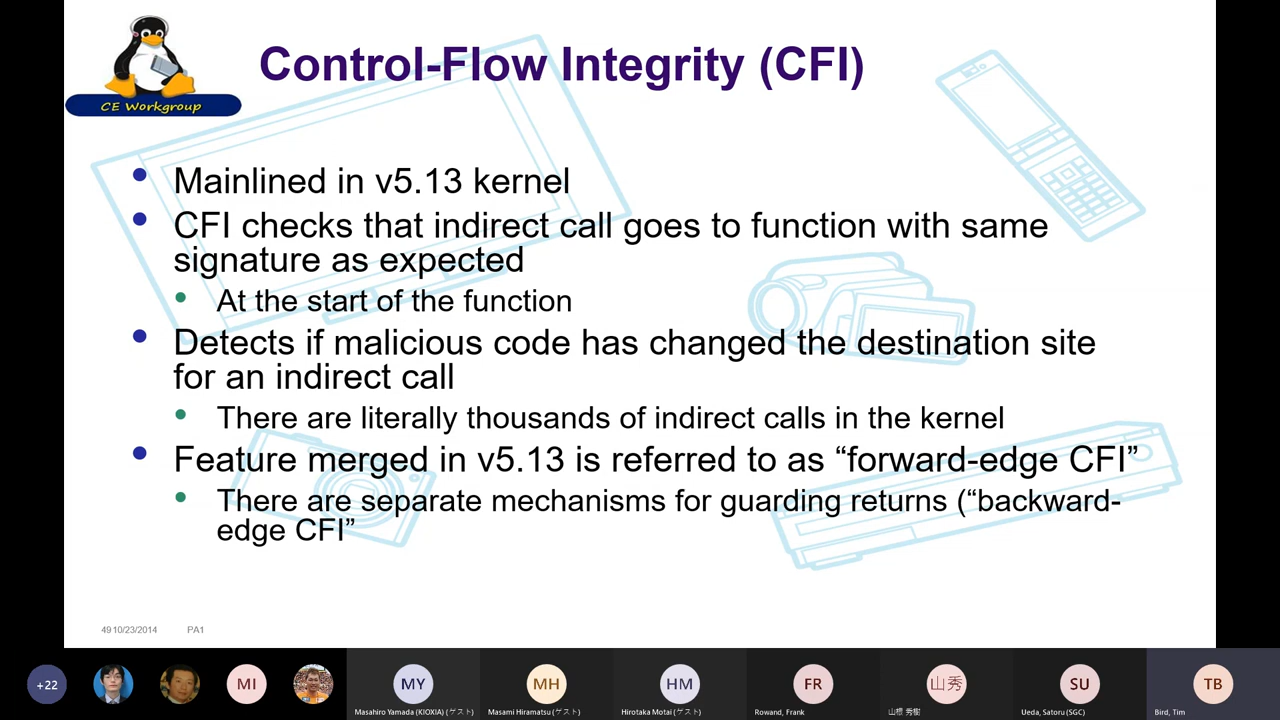 CE Workgroup
Control-Flow Integrity (CFI)
• Mainlined in v5.13 kernel
• CFI checks that indirect call goes to function with same
signature as expected
• At the start of the function
• Detects if malicious code has changed the destination site
for an indirect call
• There are literally thousands of indirect calls in the kernel
• Feature merged in v5.13 is referred to as “forward-edge CFI”
• There are separate mechanisms for guarding returns (“backward-
edge CFI”
49 10/23/2014 PA1
+22 MI MY MH HM FR 山秀 SU TB
Masahiro Yamada (KIOXIA) (ゲスト) Masami Hiramatsu (ゲスト) Hirotaka Motai (ゲスト) Rowand, Frank 山根 秀樹 Ueda, Satoru (SGC) Bird, Tim